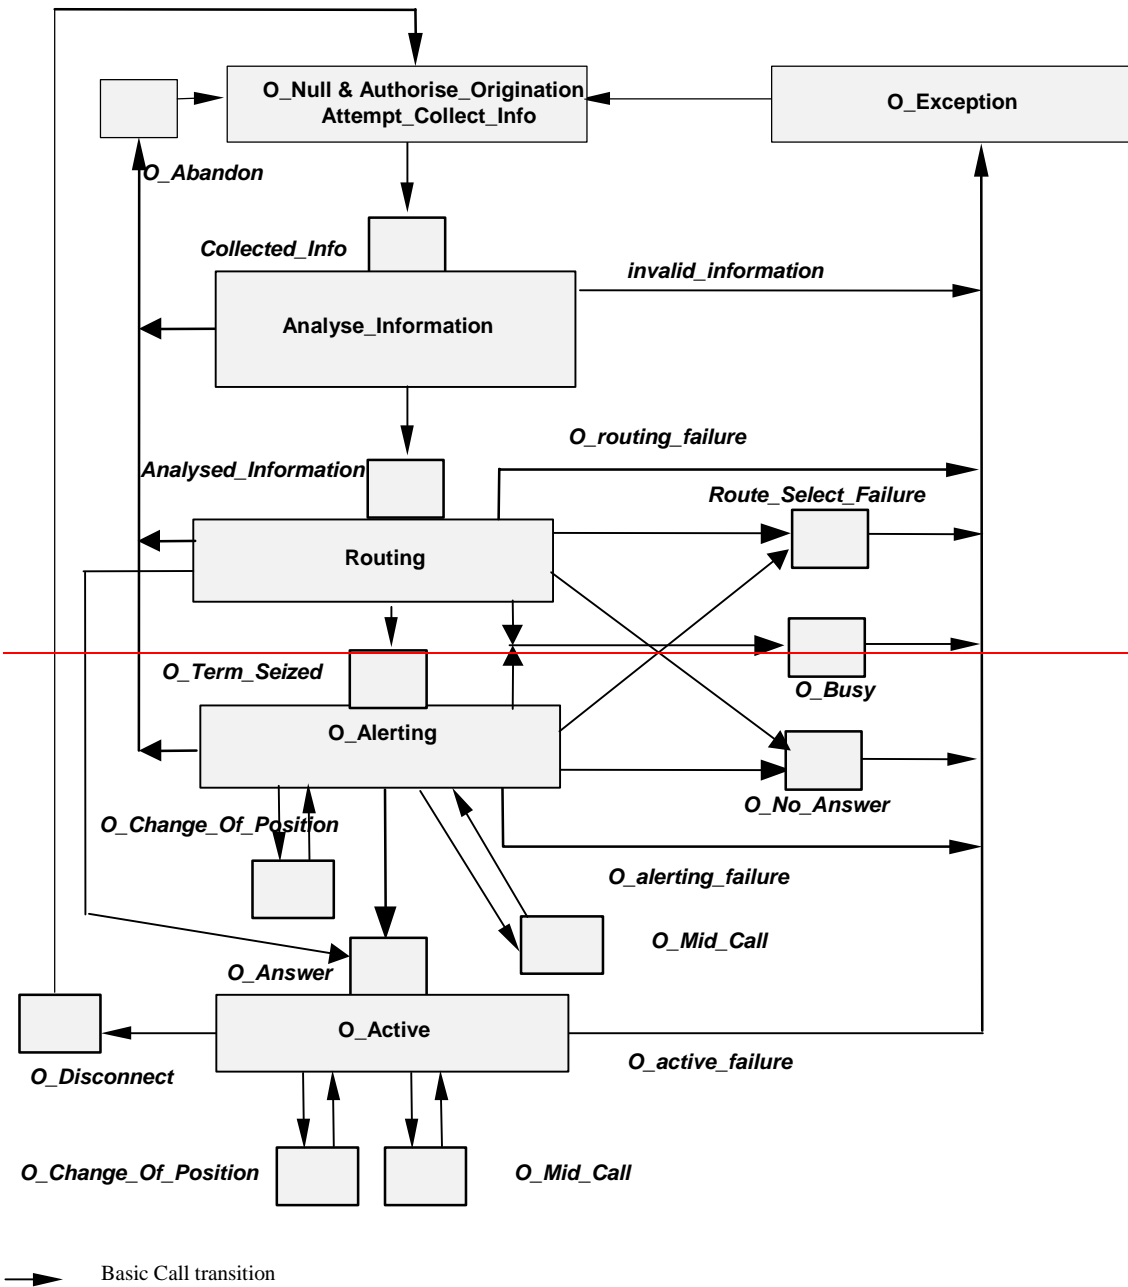 O_Null & Authorise_Origination
Attempt_Collect_Info
O_Exception
O_Abandon
Collected_Info
invalid_information
Analyse_Information
O_routing_failure
Analysed_Information
Route_Select_Failure
Routing
O_Term_Seized
O_Busy
O_Alerting
O_No_Answer
O_Change_Of_Position
O_alerting_failure
O_Mid_Call
O_Answer
O_Active
O_active_failure
O_Disconnect
O_Change_Of_Position
O_Mid_Call
Basic Call transition